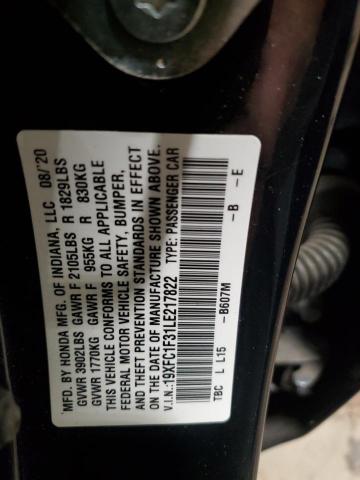 MFD. BY HONDA MFG. OF INDIANA, LLC 08/'20
GVWR 3902LBS GAWR F 2105LBS R 1829LBS
GVWR 1770KG GAWR F 955KG R 830KG
THIS VEHICLE CONFORMS TO ALL APPLICABLE
FEDERAL MOTOR VEHICLE SAFETY, BUMPER,
AND THEFT PREVENTION STANDARDS IN EFFECT
ON THE DATE OF MANUFACTURE SHOWN ABOVE.
V.I.N.:19XFC1F31LE217822 TYPE: PASSENGER CAR
-B607M -B -E
TBC L L15